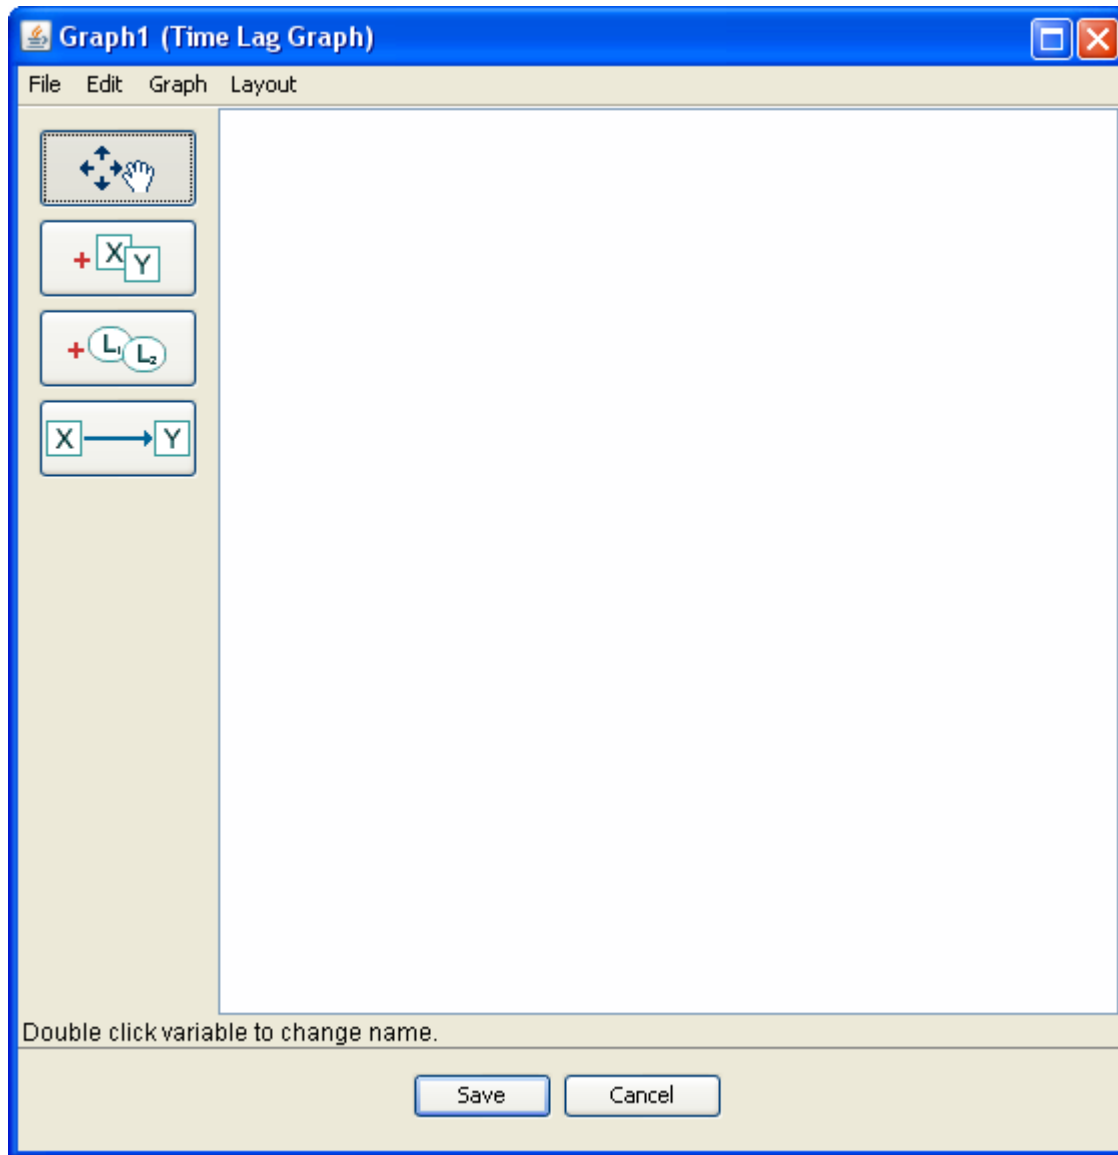 Graph1 (Time Lag Graph)
File Edit Graph Layout
+ X Y
+ L1 L2
X Y
Double click variable to change name.
Save Cancel